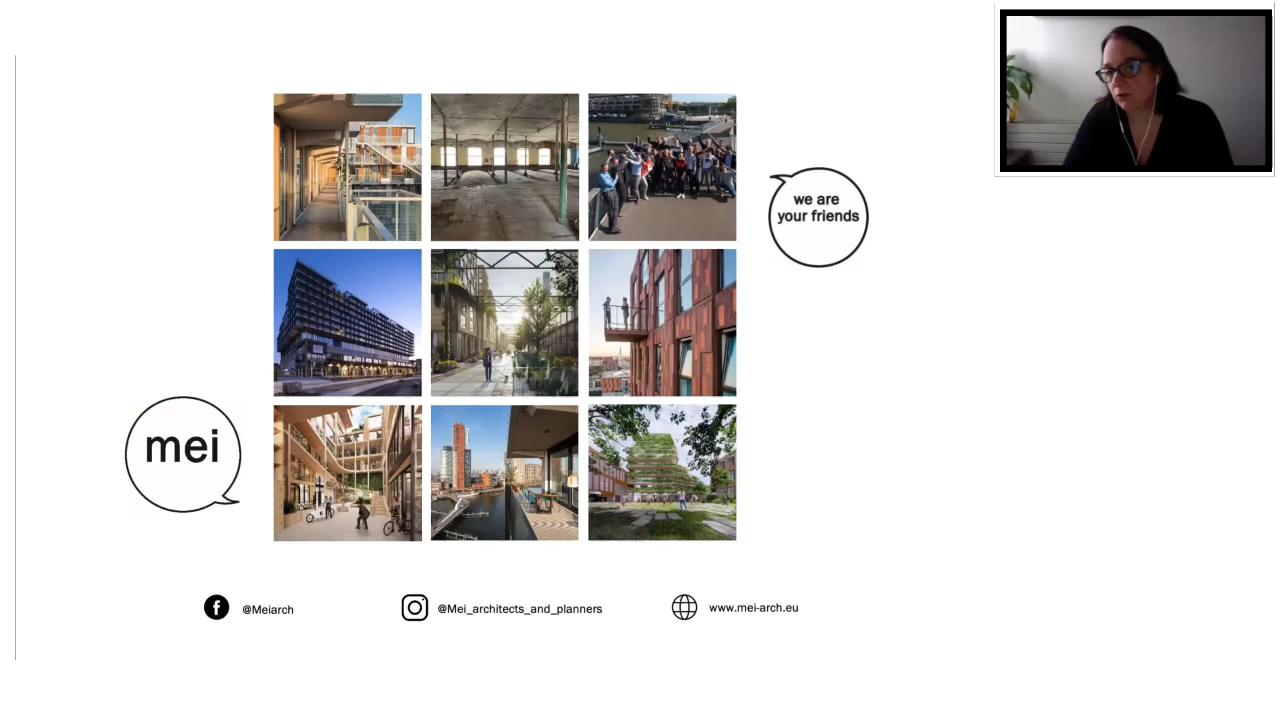 we are
your friends
mei
@Meiarch
@Mei_architects_and_planners
www.mei-arch.eu